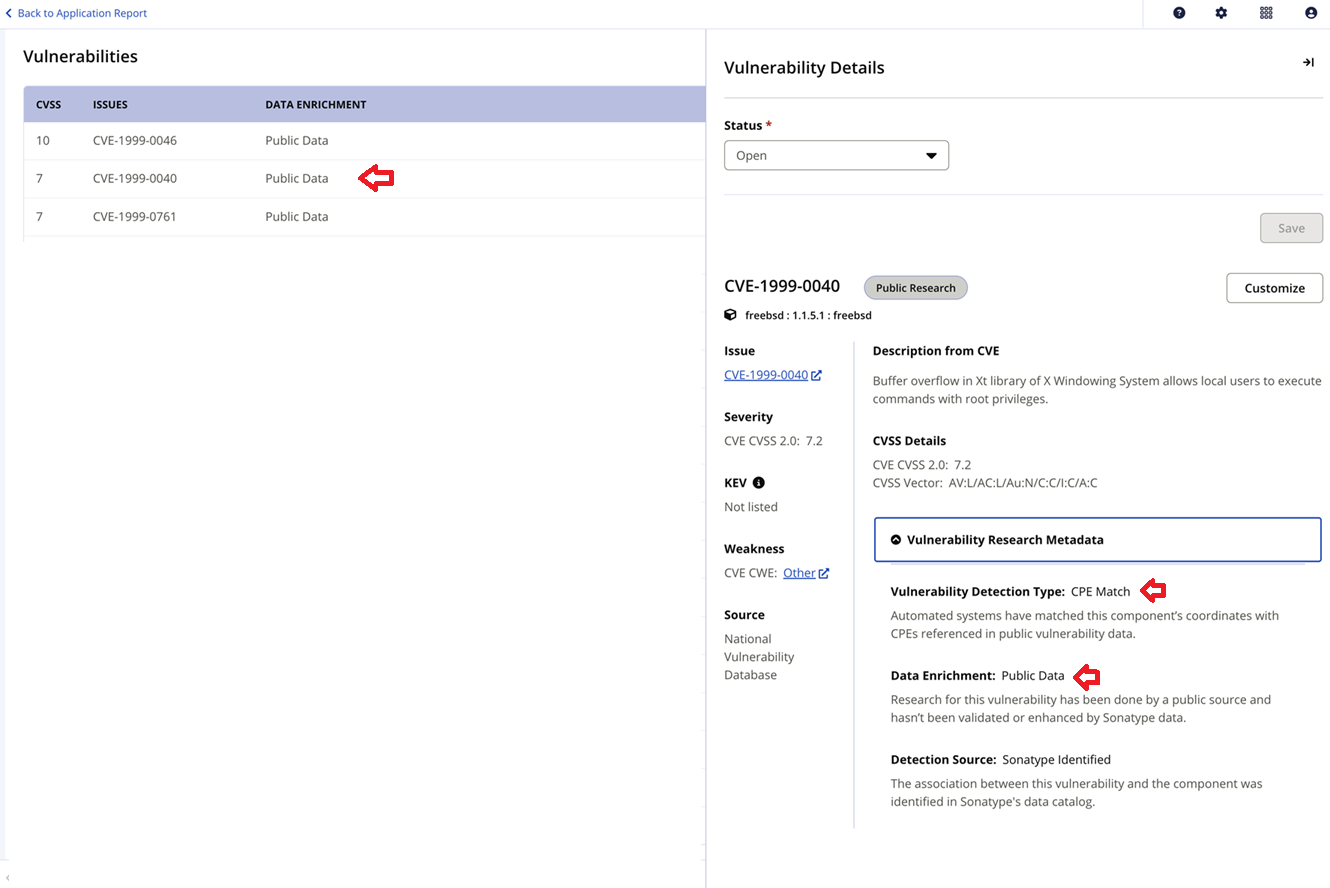 Back to Application Report
Vulnerabilities
CVSS ISSUES DATA ENRICHMENT
10 CVE-1999-0046 Public Data
7 CVE-1999-0040 Public Data
7 CVE-1999-0761 Public Data
Vulnerability Details
Status *
Open
Save
CVE-1999-0040 Public Research Customize
freebsd : 1.1.5.1 : freebsd
Issue
CVE-1999-0040
Severity
CVE CVSS 2.0: 7.2
KEV
Not listed
Weakness
CVE CWE: Other
Source
National
Vulnerability
Database
Description from CVE
Buffer overflow in Xt library of X Windowing System allows local users to execute
commands with root privileges.
CVSS Details
CVE CVSS 2.0: 7.2
CVSS Vector: AV:L/AC:L/Au:N/C:C/I:C/A:C
Vulnerability Research Metadata
Vulnerability Detection Type: CPE Match
Automated systems have matched this component's coordinates with
CPEs referenced in public vulnerability data.
Data Enrichment: Public Data
Research for this vulnerability has been done by a public source and
hasn't been validated or enhanced by Sonatype data.
Detection Source: Sonatype Identified
The association between this vulnerability and the component was
identified in Sonatype's data catalog.